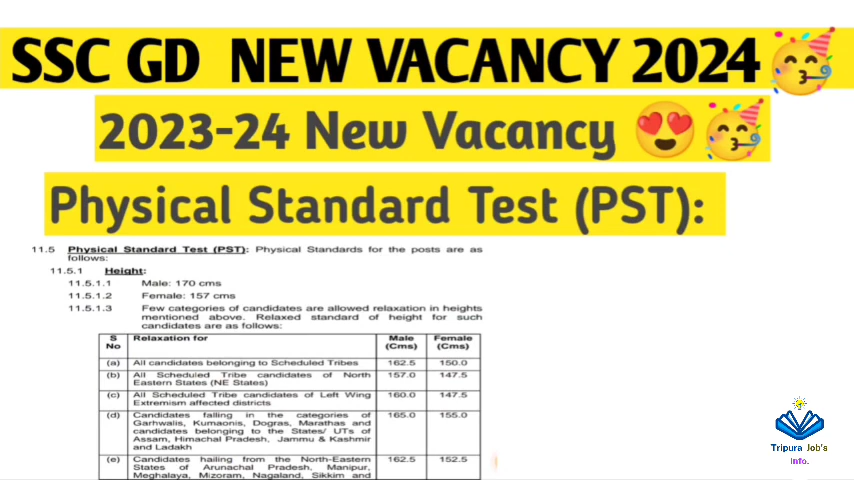 SSC GD NEW VACANCY 2024🥳
2023-24 New Vacancy 😍🥳
Physical Standard Test (PST):
11.5 Physical Standard Test (PST): Physical Standards for the posts are as
follows:
11.5.1 Height:
11.5.1.1 Male: 170 cms
11.5.1.2 Female: 157 cms
11.5.1.3 Few categories of candidates are allowed relaxation in heights
mentioned above. Relaxed standard of height for such
candidates are as follows:
S No Relaxation for Male (Cms) Female (Cms)
(a) All candidates belonging to Scheduled Tribes 162.5 150.0
(b) All Scheduled Tribe candidates of North 157.0 147.5
Eastern States (NE States)
(c) All Scheduled Tribe candidates of Left Wing 160.0 147.5
Extremism affected districts
(d) Candidates falling in the categories of 165.0 155.0
Garhwalis, Kumaonis, Dogras, Marathas and
candidates belonging to the States/ UTs of
Assam, Himachal Pradesh, Jammu & Kashmir
and Ladakh
(e) Candidates hailing from the North-Eastern 162.5 152.5
States of Arunachal Pradesh, Manipur,
Meghalaya, Mizoram, Nagaland, Sikkim and
Tripura Job's
Info.